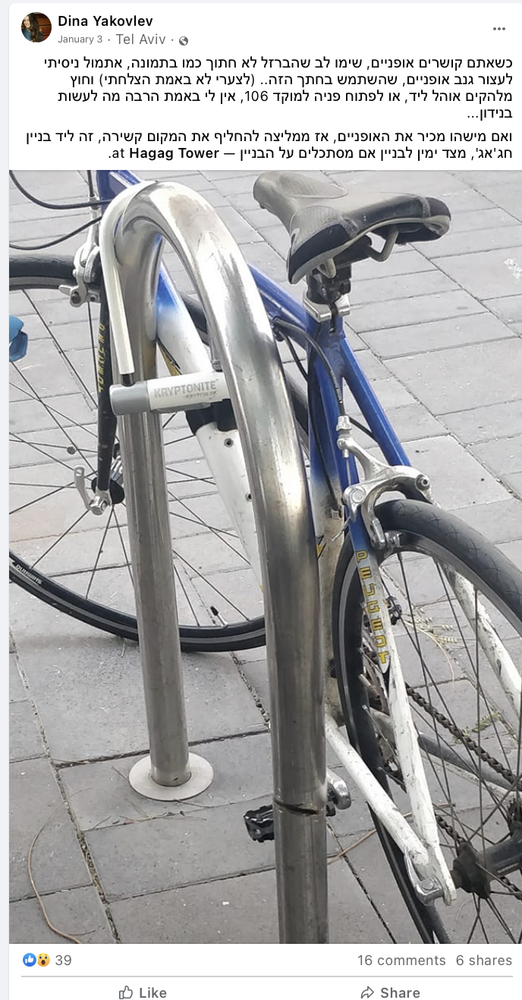 Dina Yakovlev
January 3 · Tel Aviv ·
כשאתם קושרים אופניים, שימו לב שהברזל לא חתוך כמו בתמונה, אתמול ניסיתי
לעצור גנב אופניים, שהשתמש בחתך הזה.. (לצערי לא באמת הצלחתי) וחוץ
מלהקים אוהל ליד, או לפתוח פניה למוקד 106, אין לי באמת הרבה מה לעשות
בנידון...
ואם מישהו מכיר את האופניים, אז ממליצה להחליף את המקום קשירה, זה ליד בניין
חג'אג', מצד ימין לבניין אם מסתכלים על הבניין — at Hagag Tower.
KRYPTONITE
PEUGEOT
39
16 comments 6 shares
Like
Share